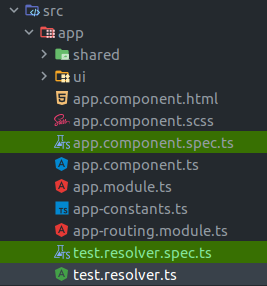 src
app
shared
ui
app.component.html
app.component.scss
app.component.spec.ts
app.component.ts
app.module.ts
app-constants.ts
app-routing.module.ts
test.resolver.spec.ts
test.resolver.ts